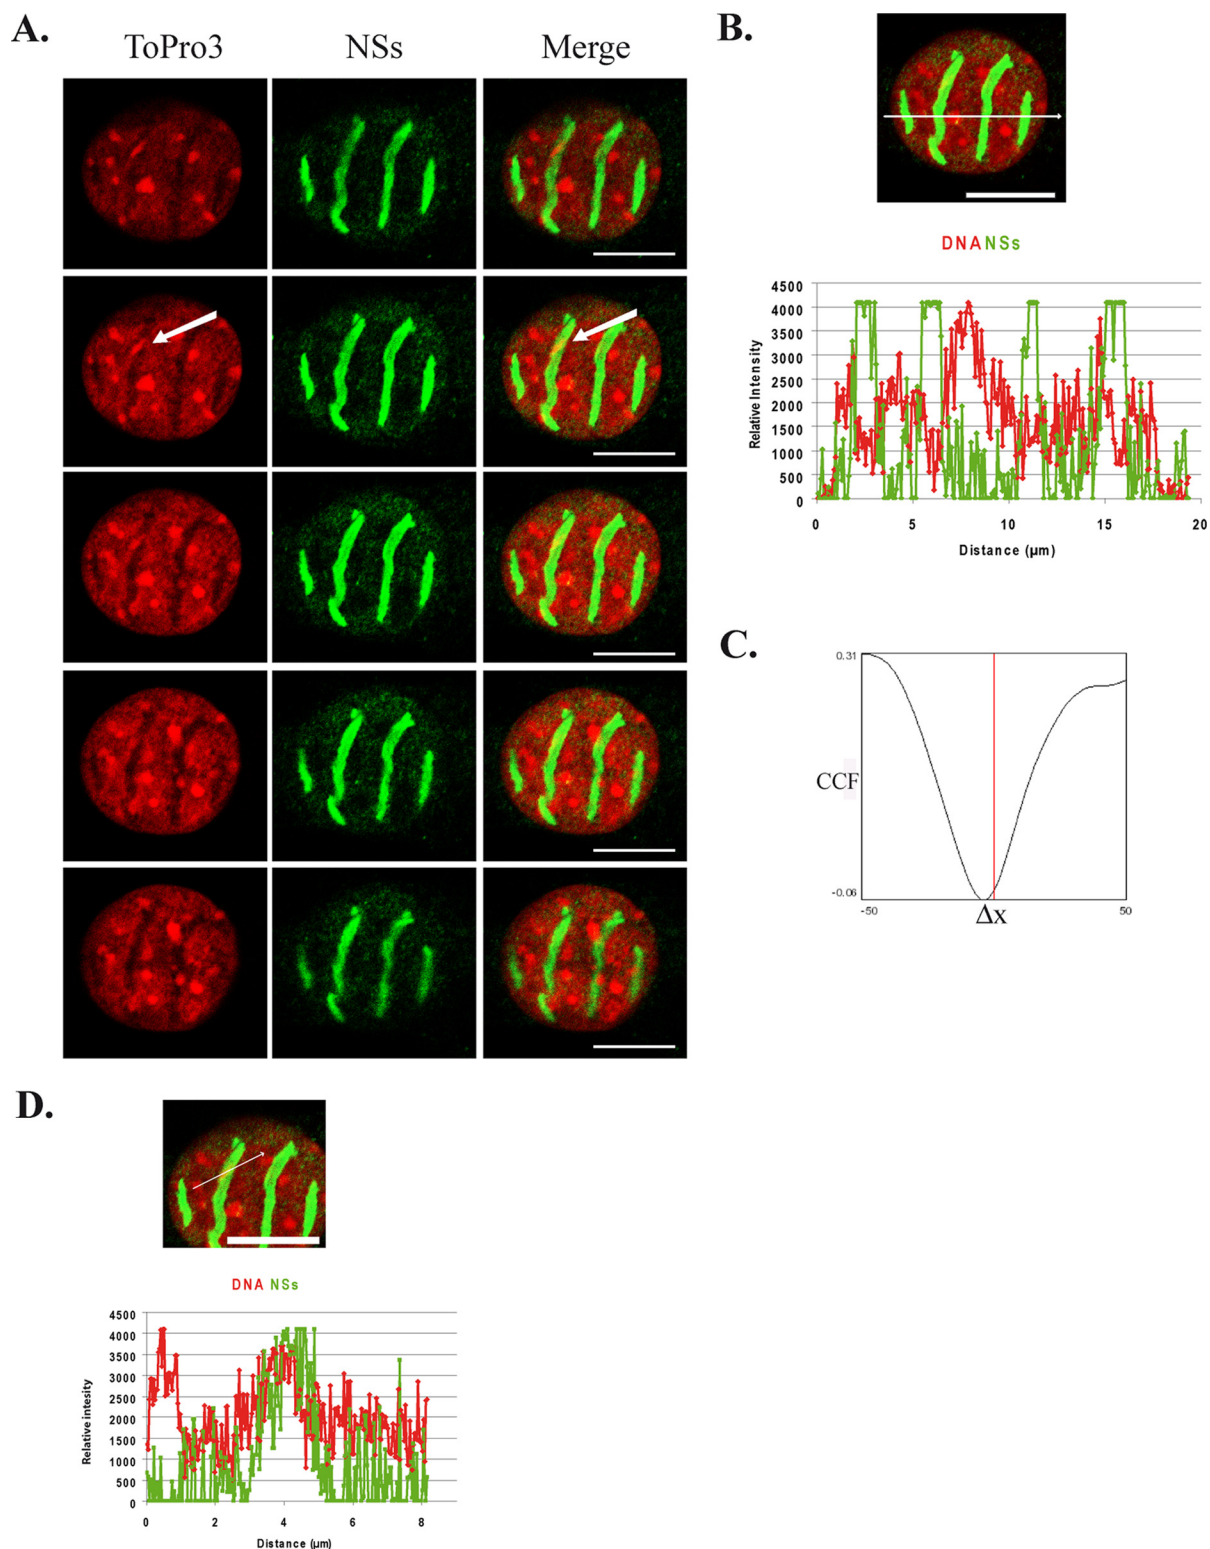 A.
ToPro3 NSs Merge
B.
DNA NSs
4500
4000
3500
3000
2500
2000
1500
1000
500
0
Relative Intensity
0 5 10 15 20
Distance (µm)
C.
0.31
CCF
-0.06
-50 Δx 50
D.
DNA NSs
4500
4000
3500
3000
2500
2000
1500
1000
500
0
Relative intesity
0 2 4 6 8
Distance (µm)